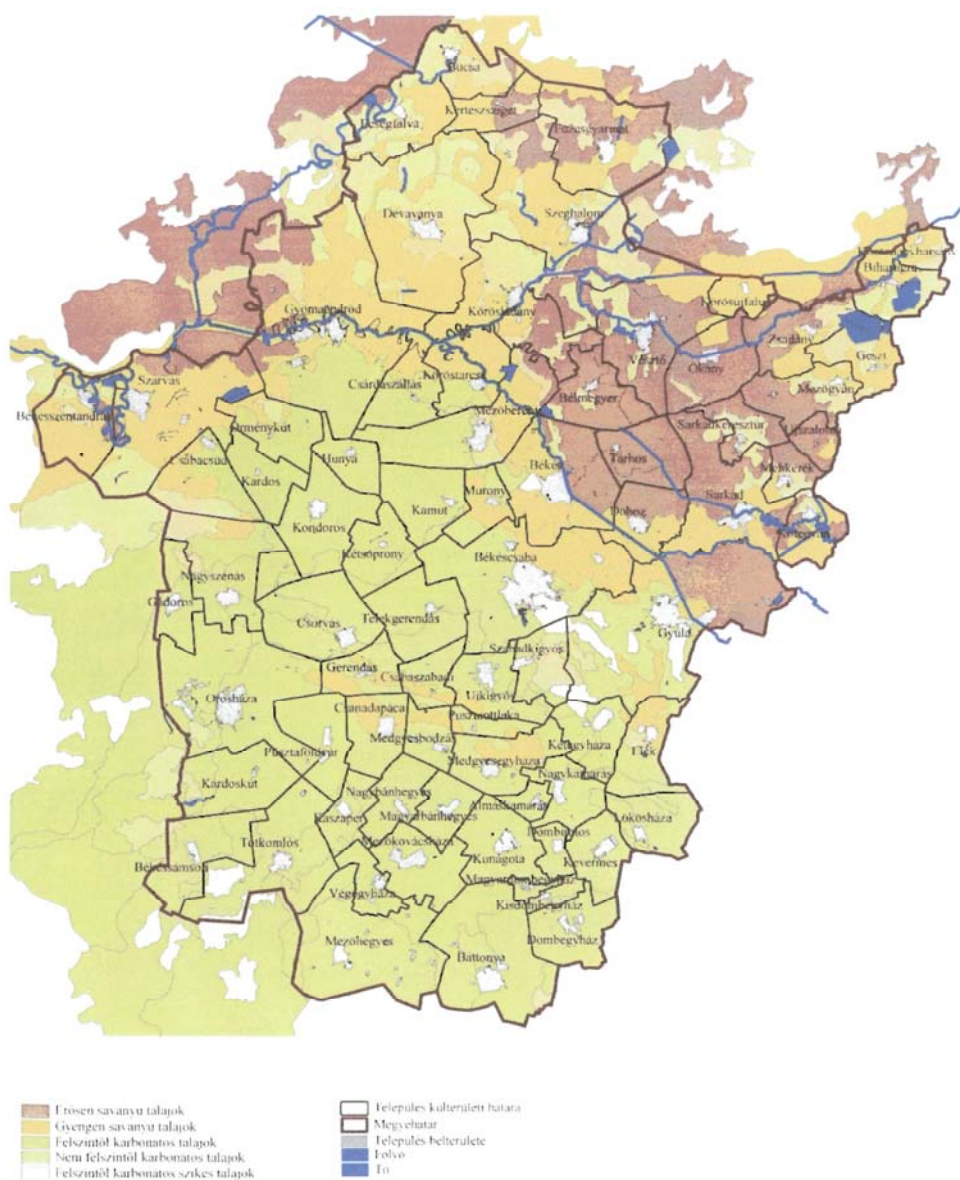 Bucsa
Kertészsziget
Füzesgyarmat
Ecsegfalva
Dévaványa
Szeghalom
Körösnagyharsány
Biharugra
Körösújfalu
Gyomaendrőd
Körösladány
Zsadány
Geszt
Vésztő
Okány
Szarvas
Csárdaszállás
Köröstarcsa
Bélmegyer
Mezőgyán
Békésszentandrás
Mezőberény
Örménykút
Sarkadkeresztúr
Újszalonta
Csabacsűd
Hunya
Békés
Tarhos
Méhkerék
Kardos
Murony
Sarkad
Kondoros
Kamut
Doboz
Kötegyán
Kétsoprony
Békéscsaba
Nagyszénás
Gádoros
Csorvás
Telekgerendás
Gyula
Szabadkígyós
Gerendás
Csabaszabadi
Újkígyós
Orosháza
Csanádapáca
Pusztaottlaka
Medgyesbodzás
Kétegyháza
Elek
Pusztaföldvár
Medgyesegyháza
Nagykamarás
Kardoskút
Nagybánhegyes
Almáskamarás
Kaszaper
Magyarbánhegyes
Lőkösháza
Dombiratos
Tótkomlós
Mezőkovácsháza
Kunágota
Kevermes
Békéssámson
Magyardombegyház
Végegyháza
Kisdombegyház
Mezőhegyes
Dombegyház
Battonya
Erősen savanyú talajok
Gyengén savanyú talajok
Felszíntől karbonátos talajok
Nem felszíntől karbonátos talajok
Felszíntől karbonátos szikes talajok
Település külterületi határa
Megyehatár
Település belterülete
Folyó
Tó